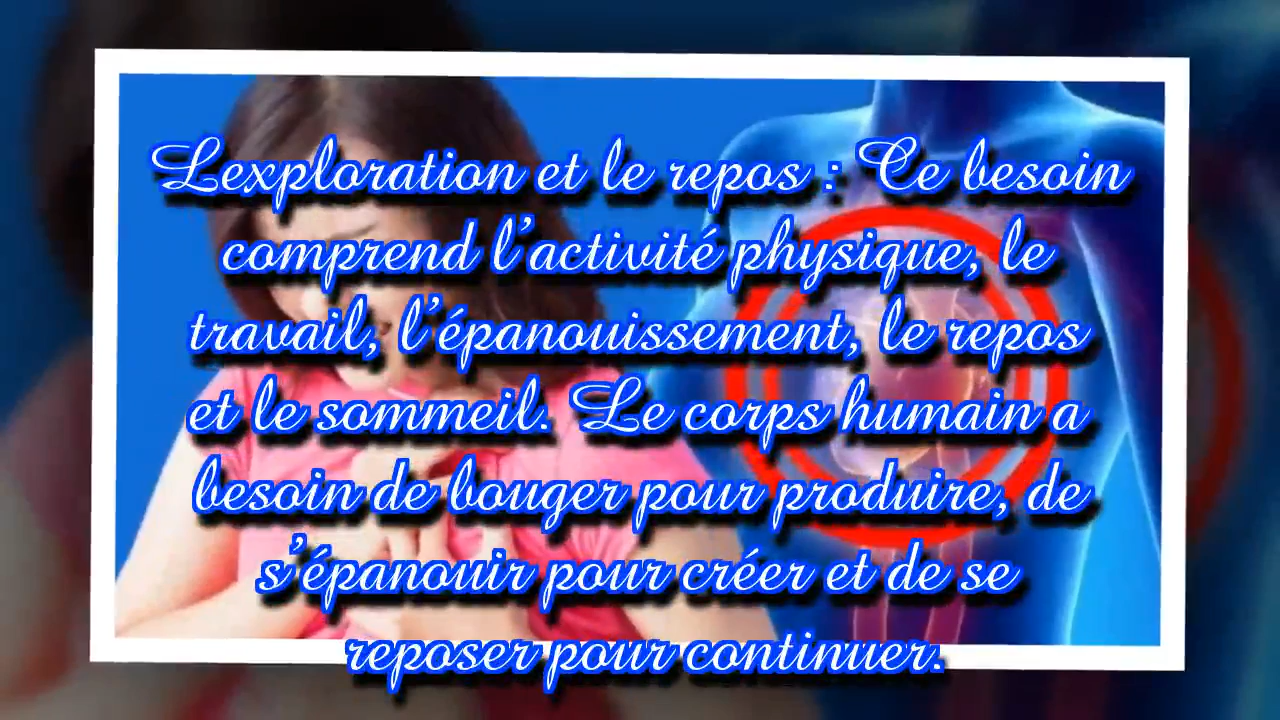 Lexploration et le repos : Ce besoin
comprend l'activité physique, le
travail, l'épanouissement, le repos
et le sommeil. Le corps humain a
besoin de bouger pour produire, de
s'épanouir pour créer et de se
reposer pour continuer.